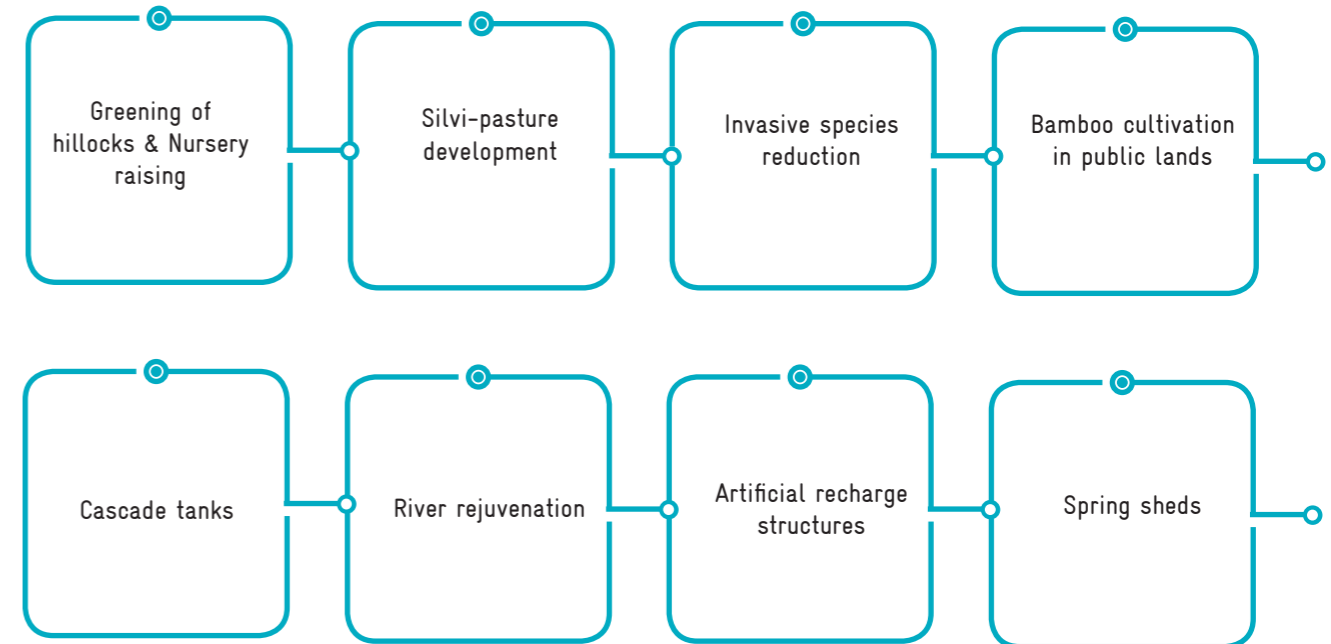 Greening of
hillocks & Nursery
raising
Silvi-pasture
development
Invasive species
reduction
Bamboo cultivation
in public lands
Cascade tanks
River rejuvenation
Artificial recharge
structures
Spring sheds